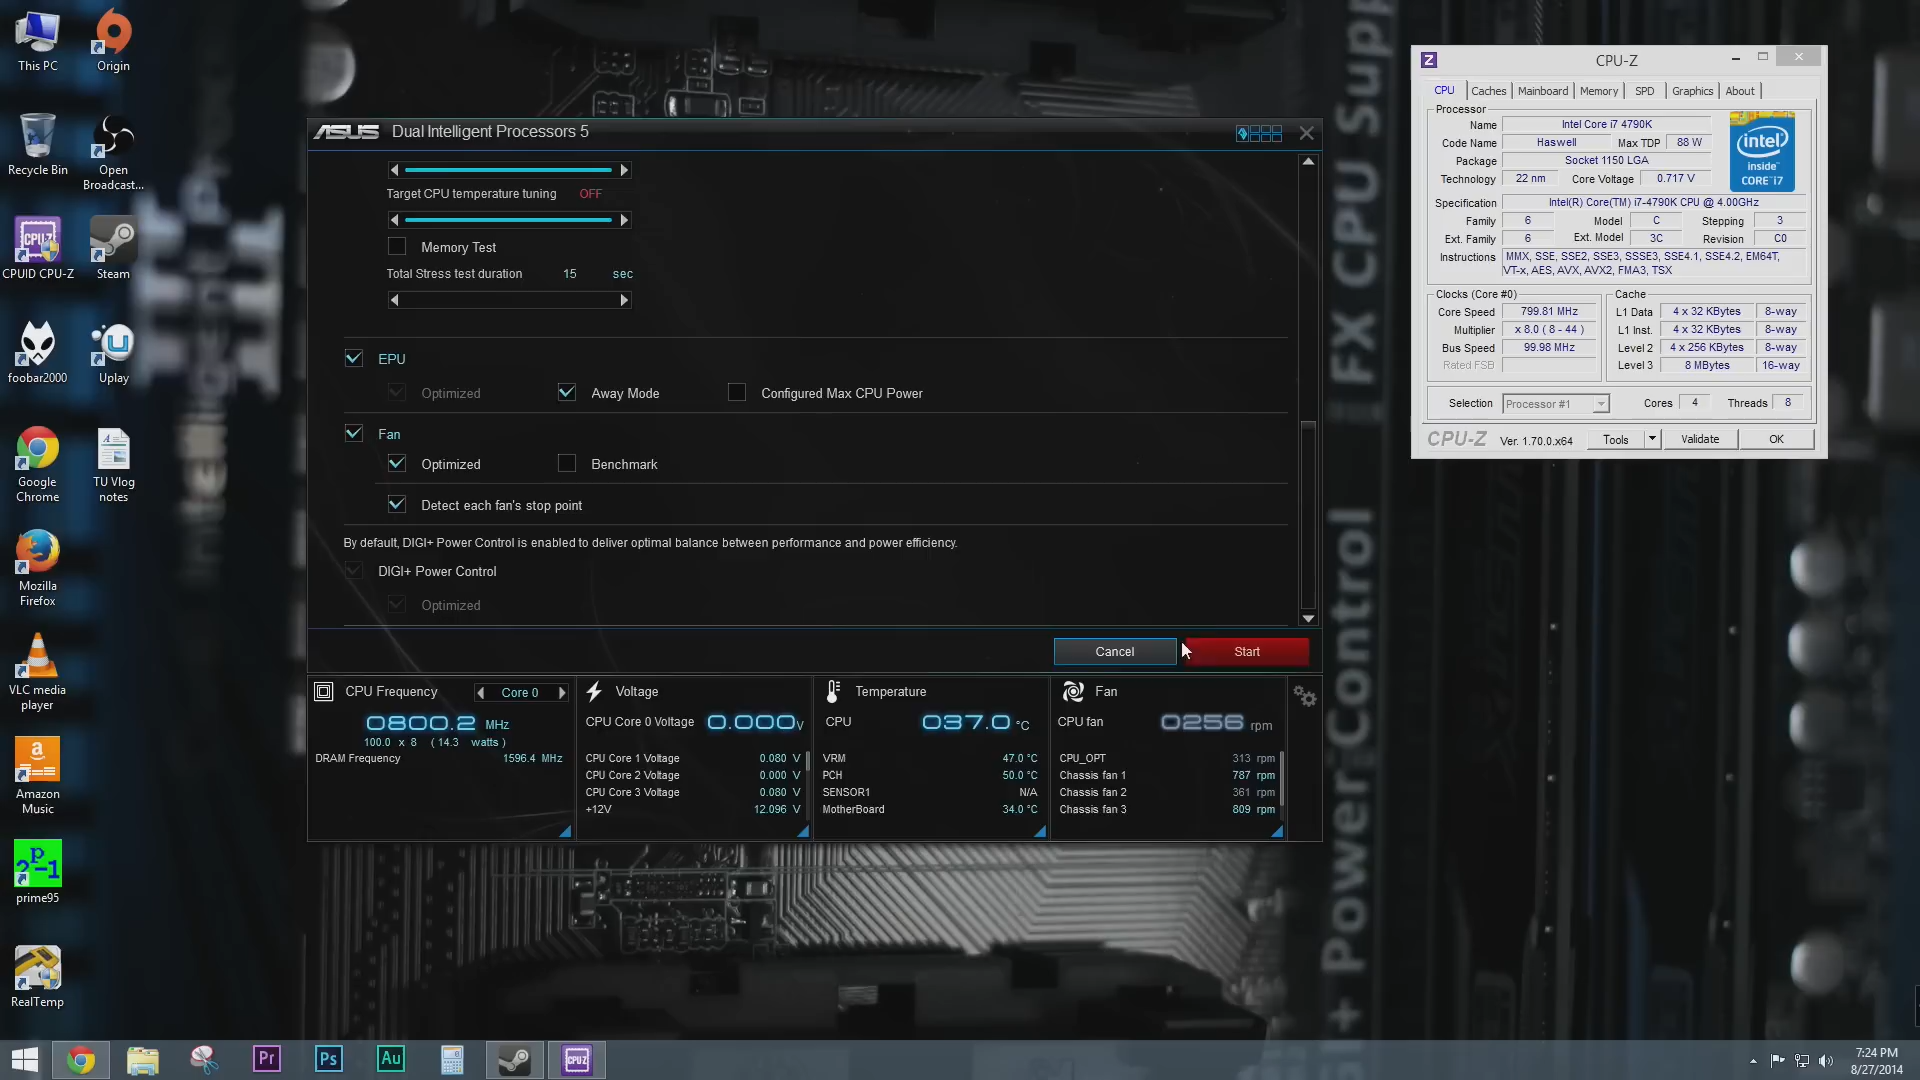 This PC
Origin
Recycle Bin
Open
Broadcast...
CPUID CPU-Z
Steam
foobar2000
Uplay
Google
Chrome
TU Vlog
notes
Mozilla
Firefox
VLC media
player
Amazon
Music
prime95
RealTemp
ASUS Dual Intelligent Processors 5
Target CPU temperature tuning OFF
Memory Test
Total Stress test duration 15 sec
EPU
Optimized Away Mode Configured Max CPU Power
Fan
Optimized Benchmark
Detect each fan's stop point
By default, DIGI+ Power Control is enabled to deliver optimal balance between performance and power efficiency.
DIGI+ Power Control
Optimized
Cancel Start
CPU Frequency Core 0
0800.2 MHz
100.0 x 8 ( 14.3 watts )
DRAM Frequency 1596.4 MHz
Voltage
CPU Core 0 Voltage 0.000 V
CPU Core 1 Voltage 0.080 V
CPU Core 2 Voltage 0.000 V
CPU Core 3 Voltage 0.080 V
+12V 12.096 V
Temperature
CPU 037.0 °C
VRM 47.0 °C
PCH 50.0 °C
SENSOR1 N/A
MotherBoard 34.0 °C
Fan
CPU fan 0256 rpm
CPU_OPT 313 rpm
Chassis fan 1 787 rpm
Chassis fan 2 361 rpm
Chassis fan 3 809 rpm
CPU-Z
CPU Caches Mainboard Memory SPD Graphics About
Processor
Name Intel Core i7 4790K
Code Name Haswell Max TDP 88 W
Package Socket 1150 LGA
Technology 22 nm Core Voltage 0.717 V
intel
inside
CORE i7
Specification Intel(R) Core(TM) i7-4790K CPU @ 4.00GHz
Family 6 Model C Stepping 3
Ext. Family 6 Ext. Model 3C Revision C0
Instructions MMX, SSE, SSE2, SSE3, SSSE3, SSE4.1, SSE4.2, EM64T,
VT-x, AES, AVX, AVX2, FMA3, TSX
Clocks (Core #0)
Core Speed 799.81 MHz
Multiplier x 8.0 ( 8 - 44 )
Bus Speed 99.98 MHz
Rated FSB
Cache
L1 Data 4 x 32 KBytes 8-way
L1 Inst. 4 x 32 KBytes 8-way
Level 2 4 x 256 KBytes 8-way
Level 3 8 MBytes 16-way
Selection Processor #1 Cores 4 Threads 8
CPU-Z Ver. 1.70.0.x64 Tools Validate OK
Pr Ps Au
7:24 PM
8/27/2014